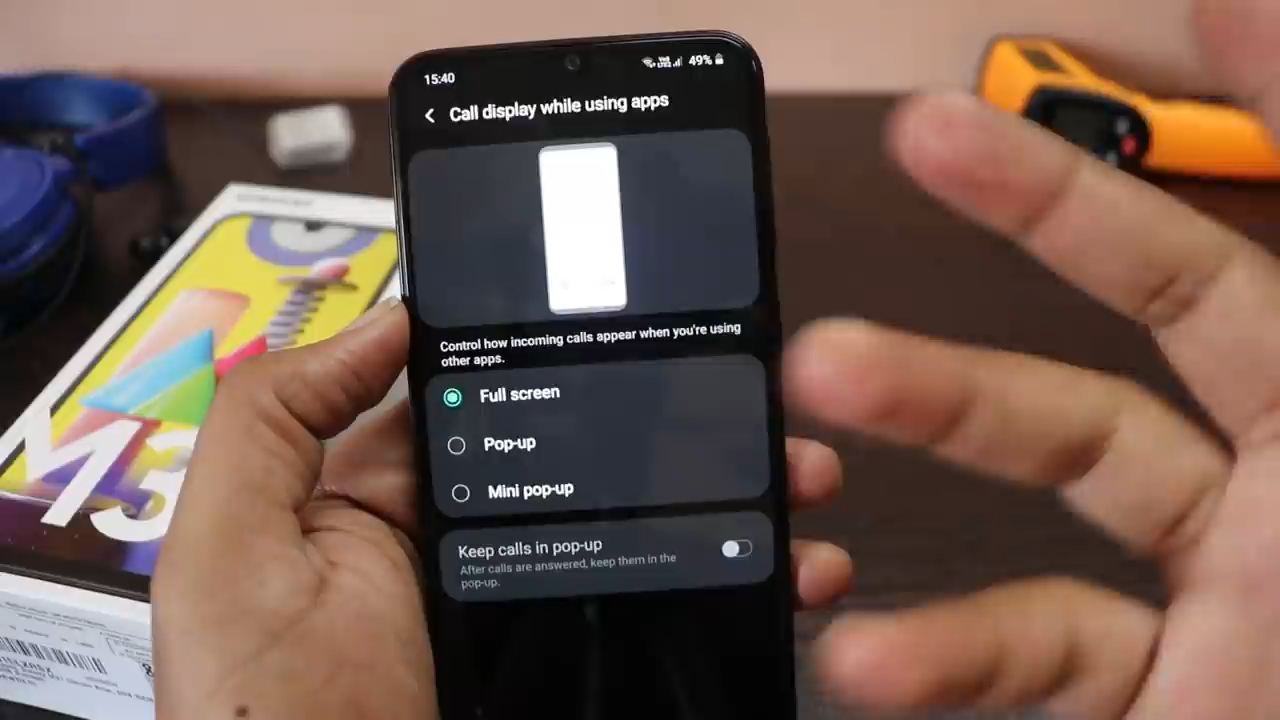 15:40
49%
Call display while using apps
Control how incoming calls appear when you're using
other apps.
Full screen
Pop-up
Mini pop-up
Keep calls in pop-up
After calls are answered, keep them in the
pop-up.
M3